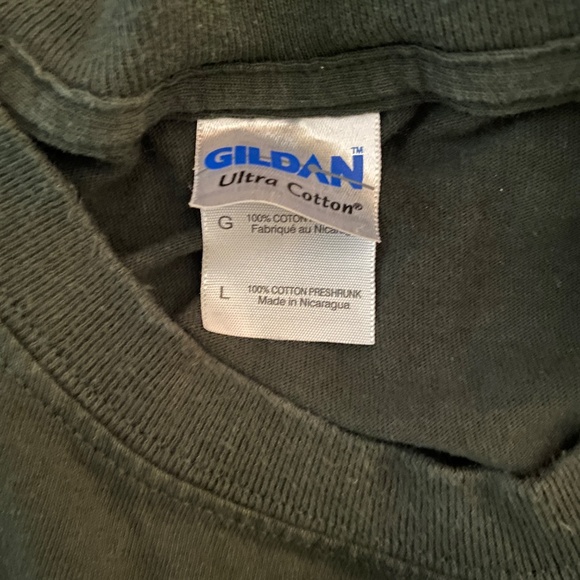 GILDAN™
Ultra Cotton®
G 100% COTON
Fabriqué au
L 100% COTTON PRESHRUNK
Made in Nicaragua